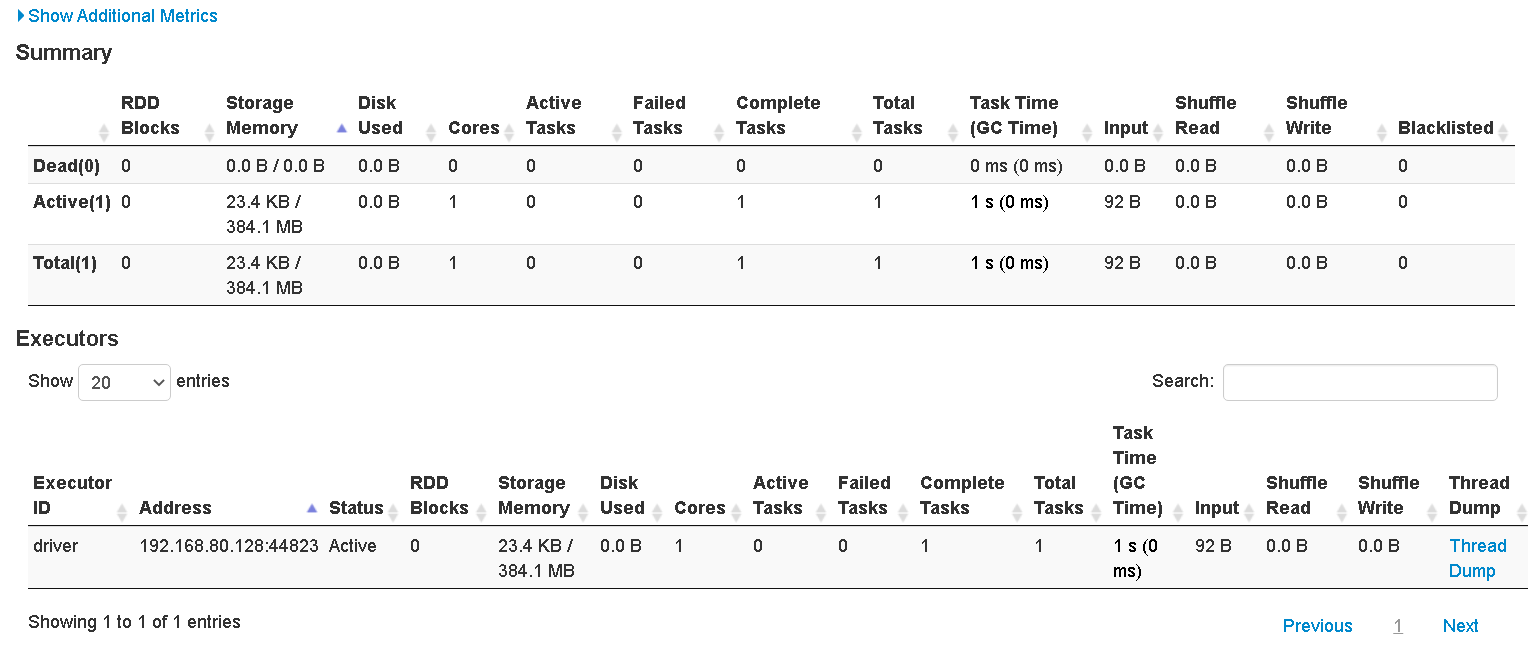 Show Additional Metrics
Summary
RDD Blocks Storage Memory Disk Used Cores Active Tasks Failed Tasks Complete Tasks Total Tasks Task Time (GC Time) Input Shuffle Read Shuffle Write Blacklisted
Dead(0) 0 0.0 B / 0.0 B 0.0 B 0 0 0 0 0 0 ms (0 ms) 0.0 B 0.0 B 0.0 B 0
Active(1) 0 23.4 KB / 384.1 MB 0.0 B 1 0 0 1 1 1 s (0 ms) 92 B 0.0 B 0.0 B 0
Total(1) 0 23.4 KB / 384.1 MB 0.0 B 1 0 0 1 1 1 s (0 ms) 92 B 0.0 B 0.0 B 0
Executors
Show 20 entries Search:
Executor ID Address Status RDD Blocks Storage Memory Disk Used Cores Active Tasks Failed Tasks Complete Tasks Total Tasks Task Time (GC Time) Input Shuffle Read Shuffle Write Thread Dump
driver 192.168.80.128:44823 Active 0 23.4 KB / 384.1 MB 0.0 B 1 0 0 1 1 1 s (0 ms) 92 B 0.0 B 0.0 B Thread Dump
Showing 1 to 1 of 1 entries Previous 1 Next